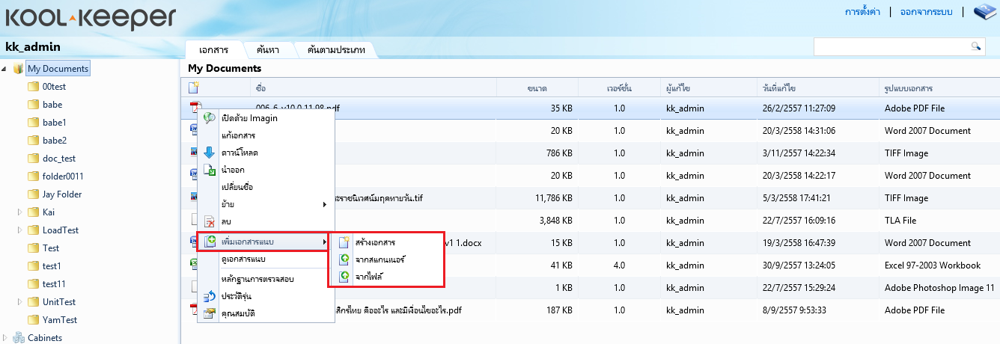 KOOL-KEEPER
การตั้งค่า | ออกจากระบบ |
kk_admin
เอกสาร ค้นหา ค้นตามประเภท
My Documents
My Documents
00test
babe
babe1
babe2
doc_test
folder0011
Jay Folder
Kai
LoadTest
Test
test1
test11
UnitTest
YamTest
Cabinets
ชื่อ ขนาด เวอร์ชั่น ผู้แก้ไข วันที่แก้ไข รูปแบบเอกสาร
006_6_v10.0.11.98.pdf 35 KB 1.0 kk_admin 26/2/2557 11:27:09 Adobe PDF File
20 KB 1.0 kk_admin 20/3/2558 14:31:06 Word 2007 Document
786 KB 1.0 kk_admin 3/11/2557 14:22:34 TIFF Image
20 KB 1.0 kk_admin 20/3/2558 14:22:17 Word 2007 Document
ะราชนิเวศน์มฤคทายวัน.tif 11,786 KB 1.0 kk_admin 5/3/2558 17:41:21 TIFF Image
3,848 KB 1.0 kk_admin 22/7/2557 16:09:16 TLA File
v1 1.docx 15 KB 1.0 kk_admin 19/3/2558 16:47:39 Word 2007 Document
41 KB 4.0 kk_admin 30/9/2557 13:24:05 Excel 97-2003 Workbook
1 KB 1.0 kk_admin 22/7/2557 15:29:24 Adobe Photoshop Image 11
สิกรไทย คืออะไร และมีเงื่อนไขอะไร.pdf 187 KB 1.0 kk_admin 8/9/2557 9:53:33 Adobe PDF File
เปิดด้วย Imagin
แก้เอกสาร
ดาวน์โหลด
นำออก
เปลี่ยนชื่อ
ย้าย
ลบ
เพิ่มเอกสารแนบ
ดูเอกสารแนบ
หลักฐานการตรวจสอบ
ประวัติรุ่น
คุณสมบัติ
สร้างเอกสาร
จากสแกนเนอร์
จากไฟล์